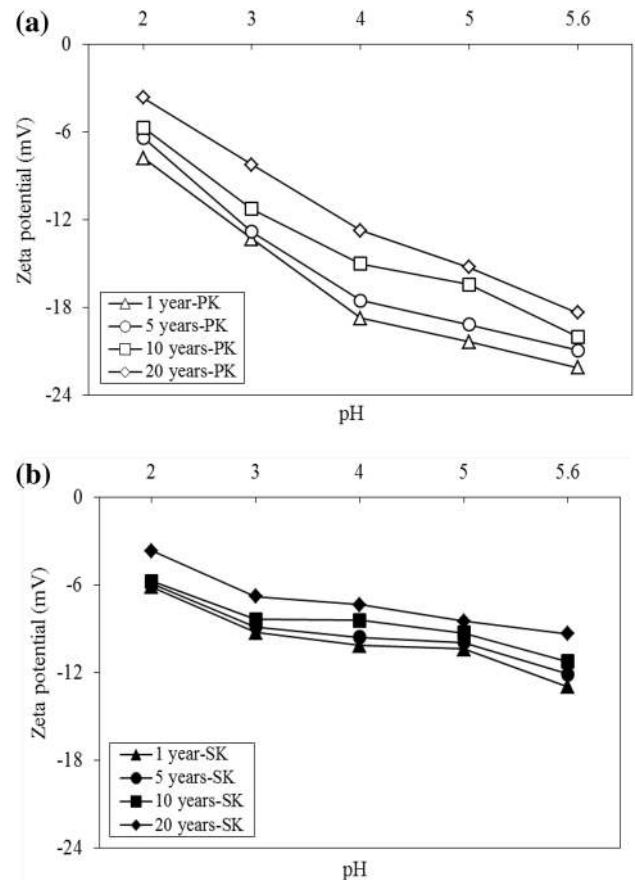 (a)
2 3 4 5 5.6
0
-6
-12
-18
-24
Zeta potential (mV)
1 year-PK
5 years-PK
10 years-PK
20 years-PK
pH
(b)
2 3 4 5 5.6
0
-6
-12
-18
-24
Zeta potential (mV)
1 year-SK
5 years-SK
10 years-SK
20 years-SK
pH